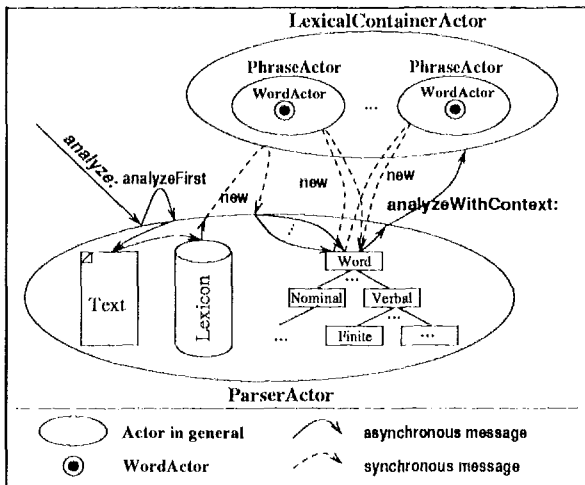 LexicalContainerActor
PhraseActor PhraseActor
WordActor ... WordActor
analyze:
analyzeFirst
new new new
analyzeWithContext:
...
Word
...
Text Lexicon Nominal Verbal
...
... Finite ...
ParserActor
Actor in general asynchronous message
WordActor synchronous message